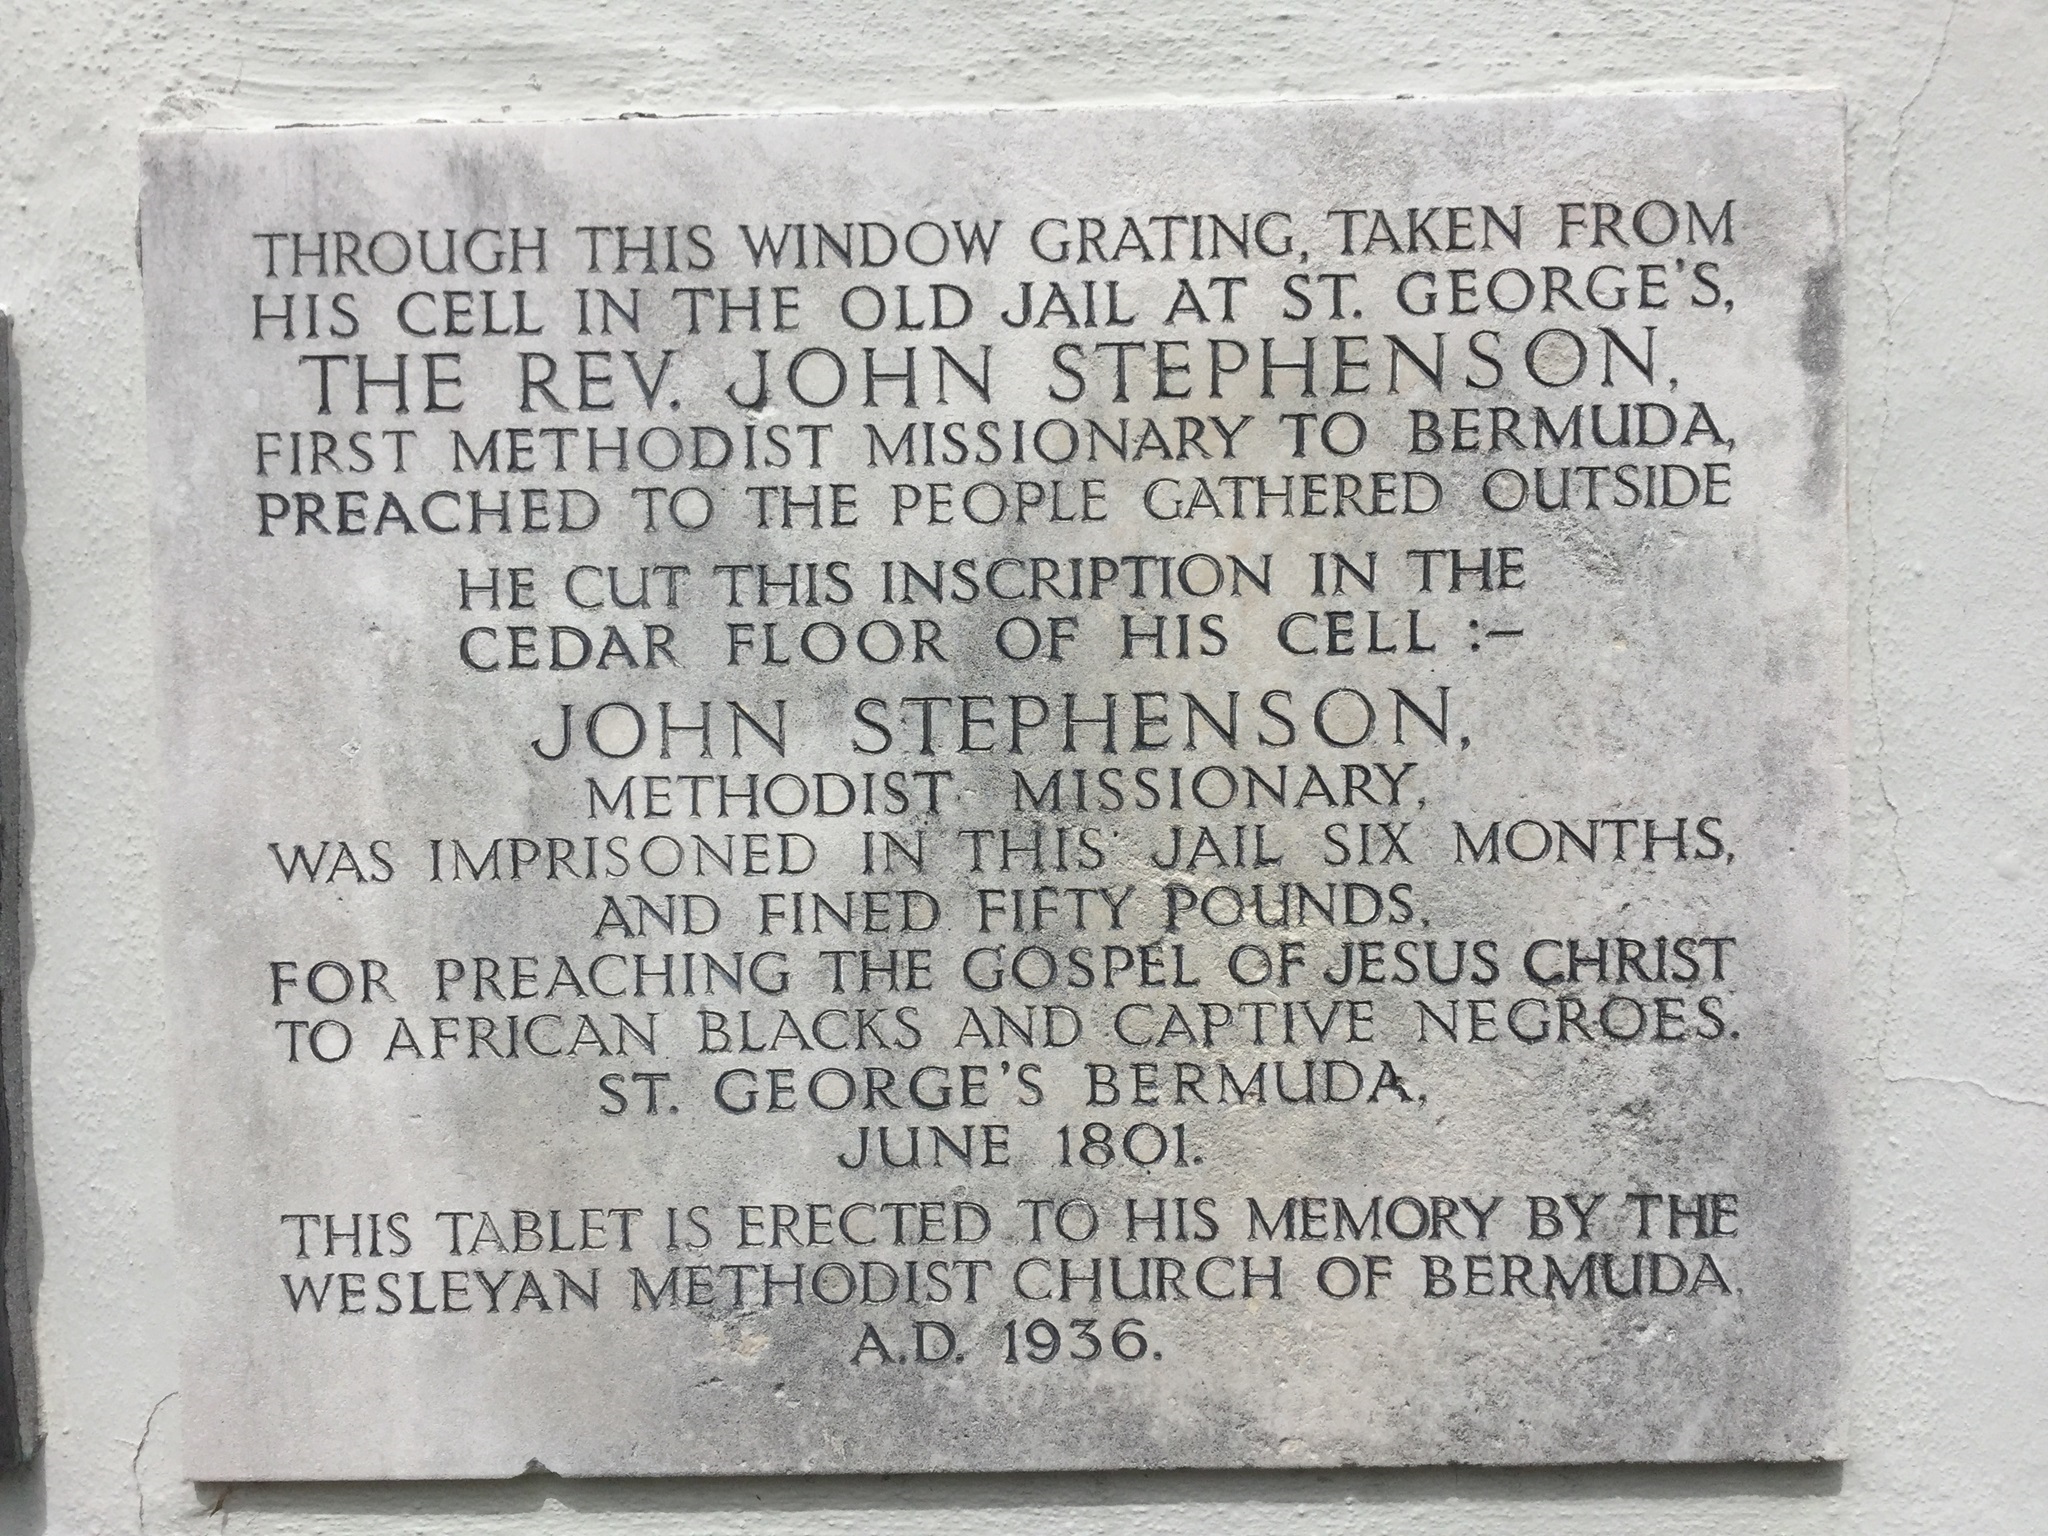 THROUGH THIS WINDOW GRATING, TAKEN FROM
HIS CELL IN THE OLD JAIL AT ST. GEORGE'S,
THE REV. JOHN STEPHENSON,
FIRST METHODIST MISSIONARY TO BERMUDA,
PREACHED TO THE PEOPLE GATHERED OUTSIDE
HE CUT THIS INSCRIPTION IN THE
CEDAR FLOOR OF HIS CELL :–
JOHN STEPHENSON,
METHODIST MISSIONARY,
WAS IMPRISONED IN THIS JAIL SIX MONTHS,
AND FINED FIFTY POUNDS,
FOR PREACHING THE GOSPEL OF JESUS CHRIST
TO AFRICAN BLACKS AND CAPTIVE NEGROES.
ST. GEORGE'S BERMUDA,
JUNE 1801.
THIS TABLET IS ERECTED TO HIS MEMORY BY THE
WESLEYAN METHODIST CHURCH OF BERMUDA.
A.D. 1936.